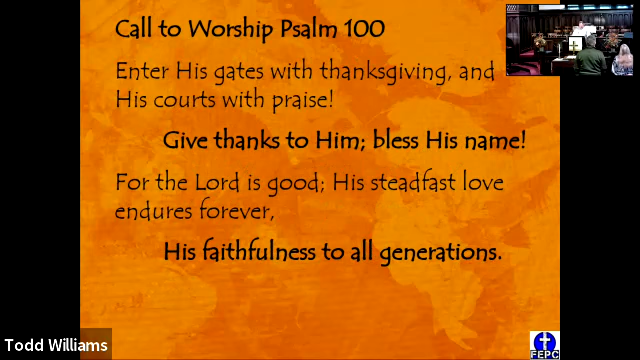 Call to Worship Psalm 100
Enter His gates with thanksgiving, and
His courts with praise!
Give thanks to Him; bless His name!
For the Lord is good; His steadfast love
endures forever,
His faithfulness to all generations.
Todd Williams
FEPC